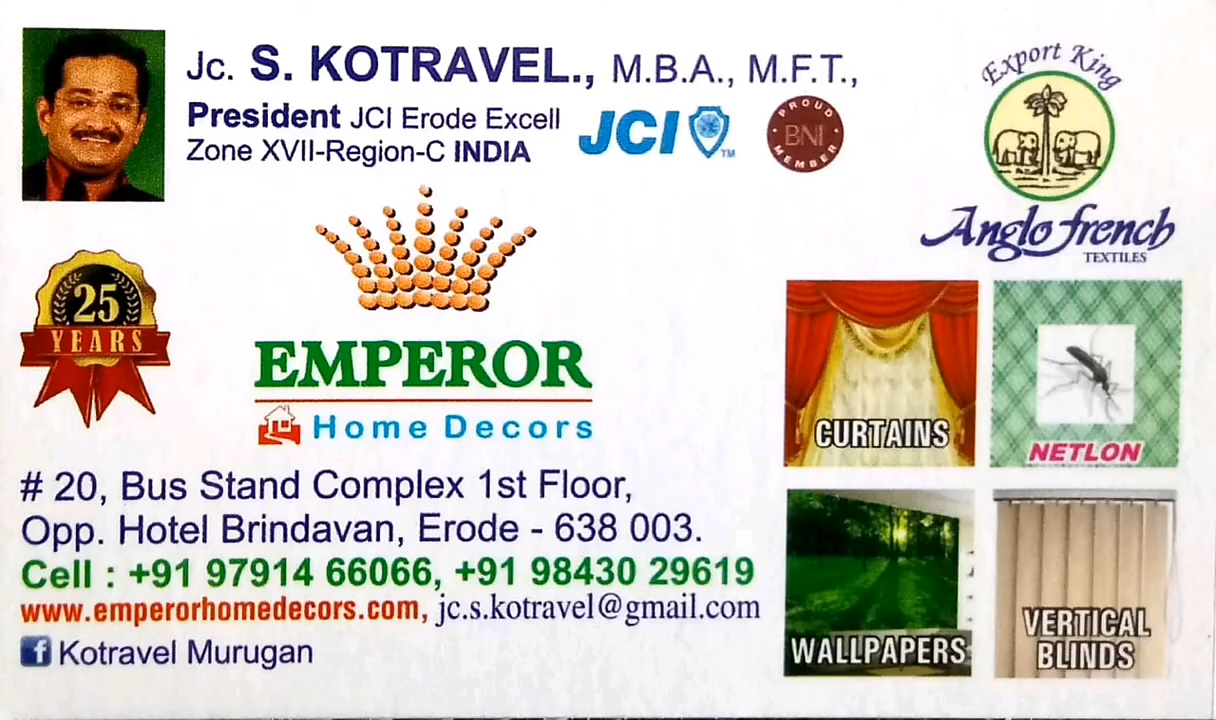 Jc. S. KOTRAVEL., M.B.A., M.F.T.,
President JCI Erode Excell
Zone XVII-Region-C INDIA
JCI TM
PROUD
BNI
MEMBER
Export King
Anglo french
TEXTILES
25
YEARS
EMPEROR
Home Decors
CURTAINS
NETLON
WALLPAPERS
VERTICAL
BLINDS
# 20, Bus Stand Complex 1st Floor,
Opp. Hotel Brindavan, Erode - 638 003.
Cell : +91 97914 66066, +91 98430 29619
www.emperorhomedecors.com, jc.s.kotravel@gmail.com
f Kotravel Murugan